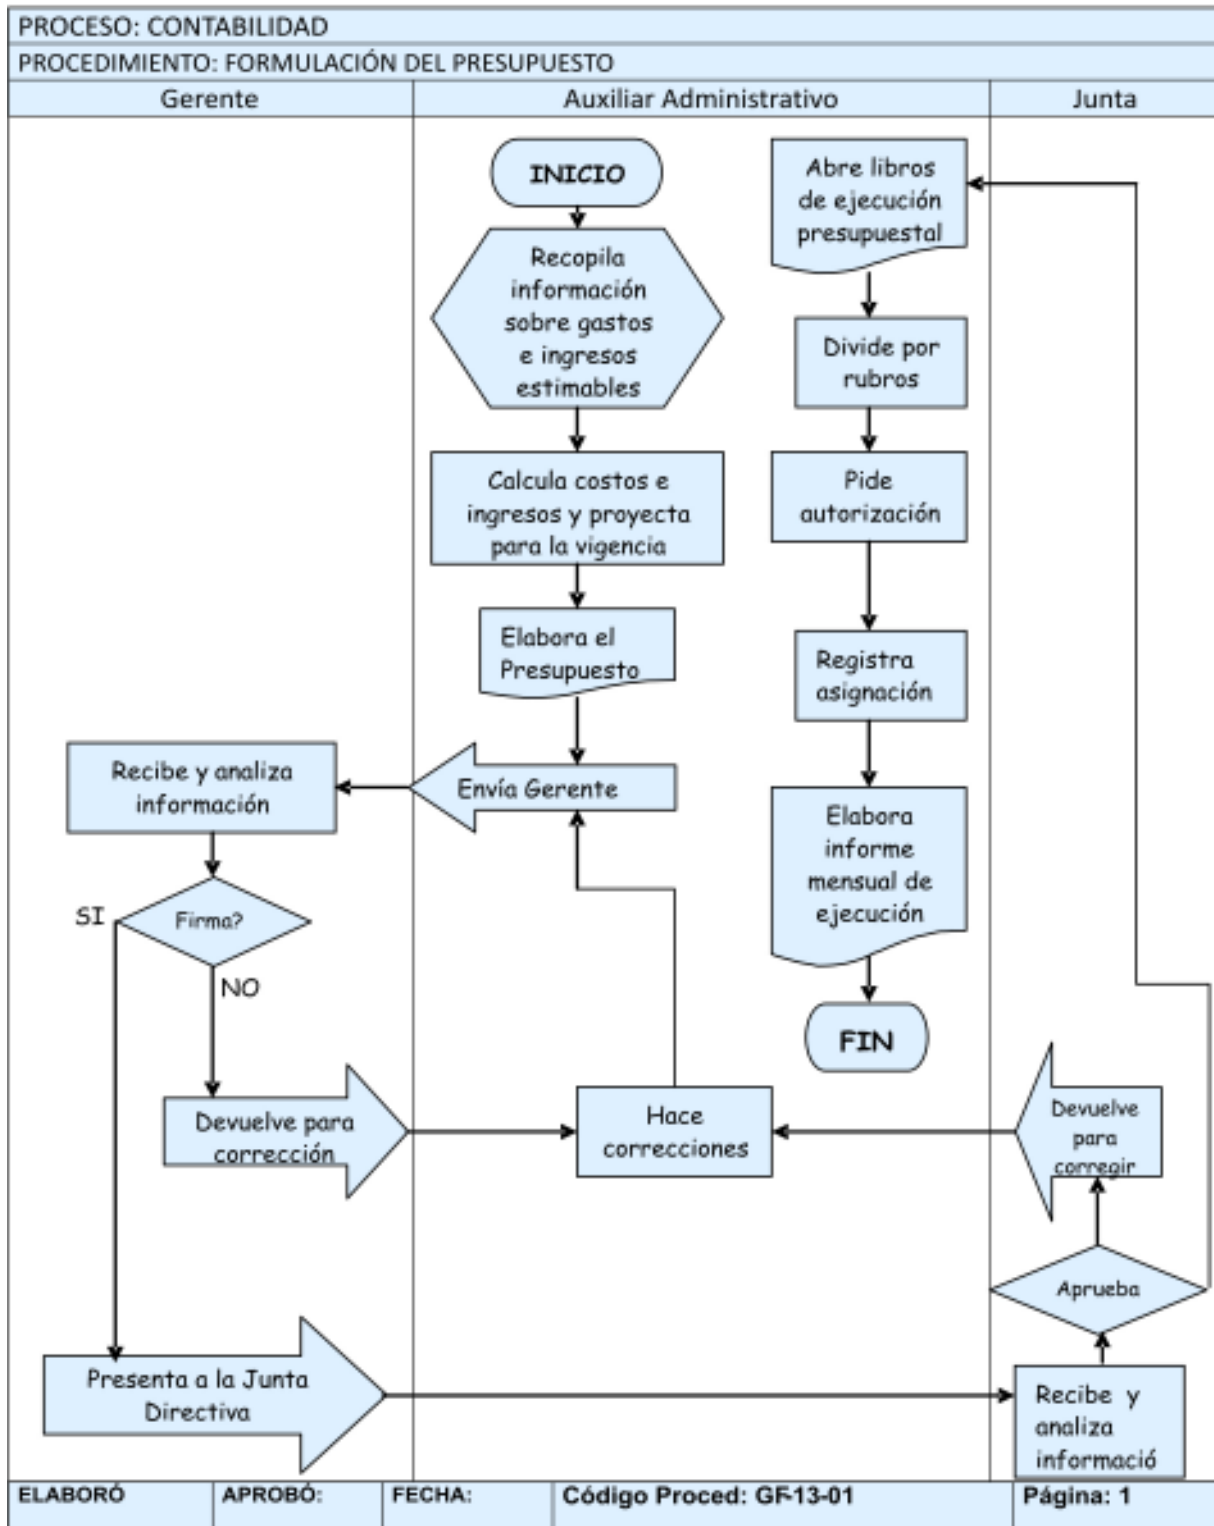 PROCESO: CONTABILIDAD
PROCEDIMIENTO: FORMULACIÓN DEL PRESUPUESTO
Gerente
Auxiliar Administrativo
Junta
INICIO
Recopila
información
sobre gastos
e ingresos
estimables
Calcula costos e
ingresos y proyecta
para la vigencia
Elabora el
Presupuesto
Envía Gerente
Recibe y analiza
información
Firma?
SI
NO
Devuelve para
corrección
Hace
correcciones
Presenta a la Junta
Directiva
Recibe y
analiza
informació
Aprueba
Devuelve
para
corregir
Abre libros
de ejecución
presupuestal
Divide por
rubros
Pide
autorización
Registra
asignación
Elabora
informe
mensual de
ejecución
FIN
ELABORÓ
APROBÓ:
FECHA:
Código Proced: GF-13-01
Página: 1